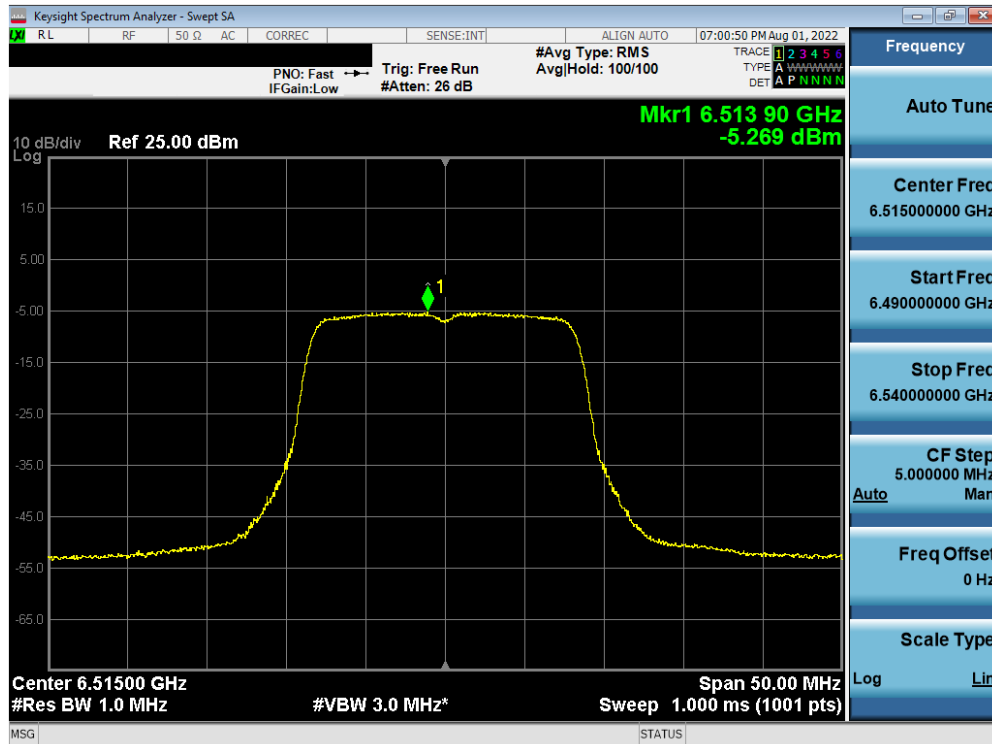 Keysight Spectrum Analyzer - Swept SA
LXI RL RF 50 Ω AC CORREC SENSE:INT ALIGN AUTO 07:00:50 PM Aug 01, 2022
PNO: Fast
IFGain:Low
Trig: Free Run
#Atten: 26 dB
#Avg Type: RMS
Avg|Hold: 100/100
TRACE 1 2 3 4 5 6
TYPE A WWWWW
DET A P N N N N
Mkr1 6.513 90 GHz
-5.269 dBm
10 dB/div Ref 25.00 dBm
Log
1
15.0
5.00
-5.00
-15.0
-25.0
-35.0
-45.0
-55.0
-65.0
Center 6.51500 GHz Span 50.00 MHz
#Res BW 1.0 MHz #VBW 3.0 MHz* Sweep 1.000 ms (1001 pts)
MSG STATUS
Frequency
Auto Tune
Center Freq
6.515000000 GHz
Start Freq
6.490000000 GHz
Stop Freq
6.540000000 GHz
CF Step
5.000000 MHz
Auto Man
Freq Offset
0 Hz
Scale Type
Log Lin